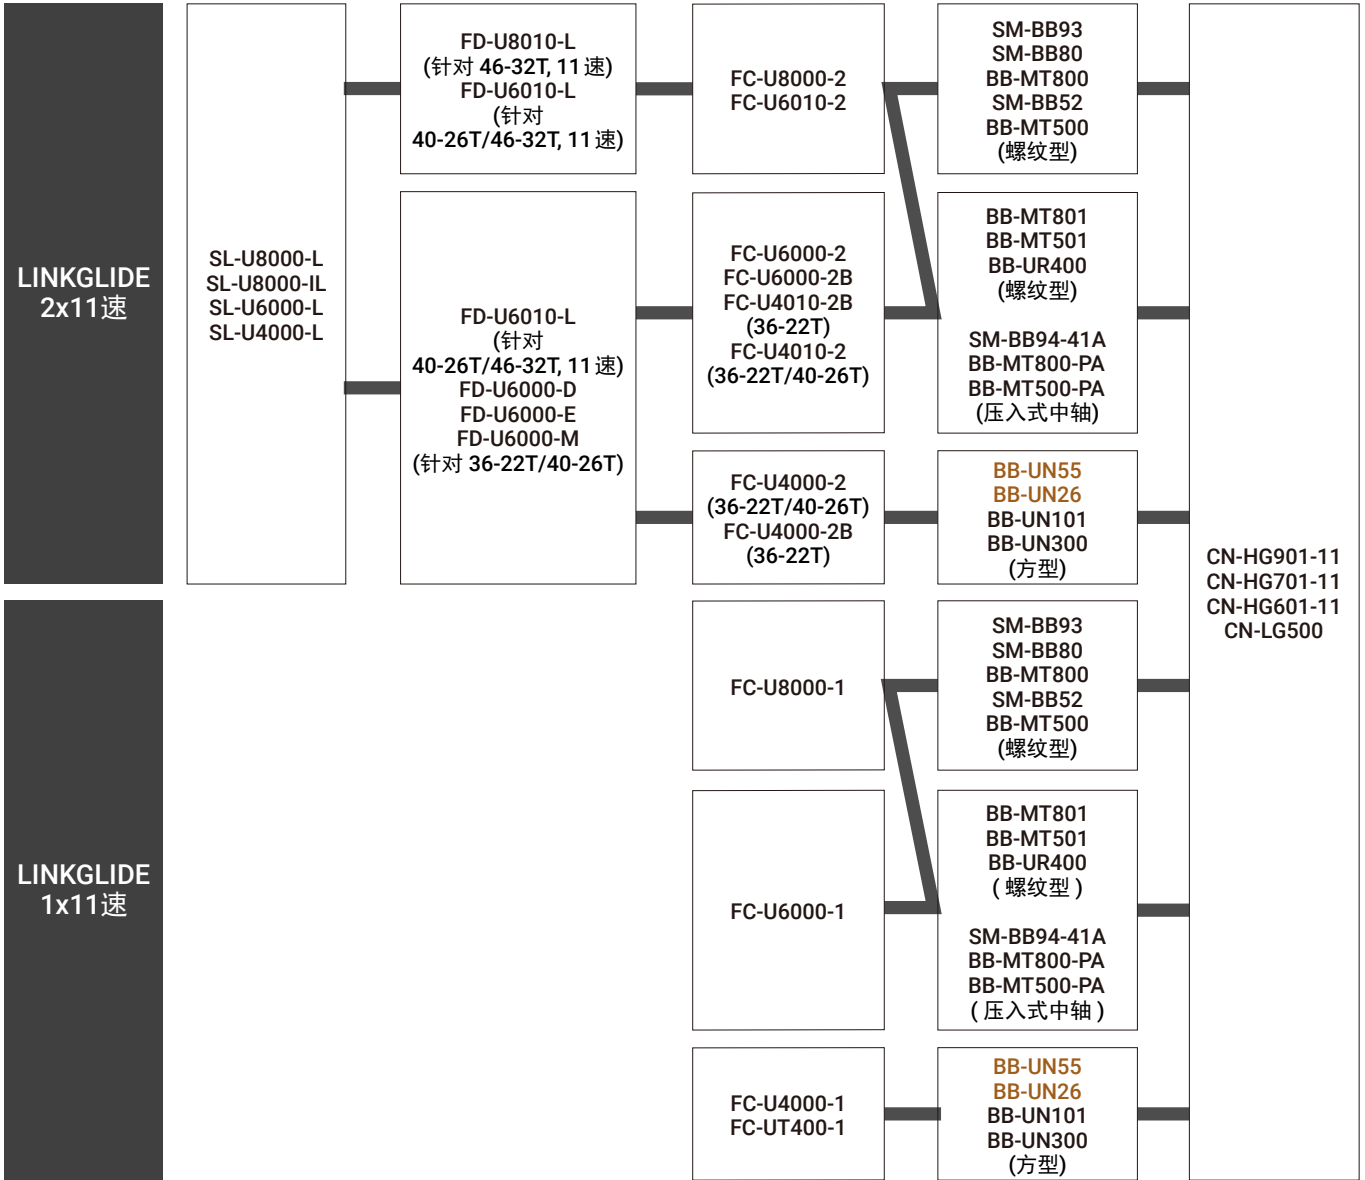 LINKGLIDE
2x11速
SL-U8000-L
SL-U8000-IL
SL-U6000-L
SL-U4000-L
FD-U8010-L
(针对 46-32T, 11 速)
FD-U6010-L
(针对
40-26T/46-32T, 11 速)
FD-U6010-L
(针对
40-26T/46-32T, 11 速)
FD-U6000-D
FD-U6000-E
FD-U6000-M
(针对 36-22T/40-26T)
FC-U8000-2
FC-U6010-2
FC-U6000-2
FC-U6000-2B
FC-U4010-2B
(36-22T)
FC-U4010-2
(36-22T/40-26T)
FC-U4000-2
(36-22T/40-26T)
FC-U4000-2B
(36-22T)
SM-BB93
SM-BB80
BB-MT800
SM-BB52
BB-MT500
(螺纹型)
BB-MT801
BB-MT501
BB-UR400
(螺纹型)
SM-BB94-41A
BB-MT800-PA
BB-MT500-PA
(压入式中轴)
BB-UN55
BB-UN26
BB-UN101
BB-UN300
(方型)
LINKGLIDE
1x11速
FC-U8000-1
FC-U6000-1
FC-U4000-1
FC-UT400-1
SM-BB93
SM-BB80
BB-MT800
SM-BB52
BB-MT500
(螺纹型)
BB-MT801
BB-MT501
BB-UR400
( 螺纹型 )
SM-BB94-41A
BB-MT800-PA
BB-MT500-PA
( 压入式中轴 )
BB-UN55
BB-UN26
BB-UN101
BB-UN300
(方型)
CN-HG901-11
CN-HG701-11
CN-HG601-11
CN-LG500